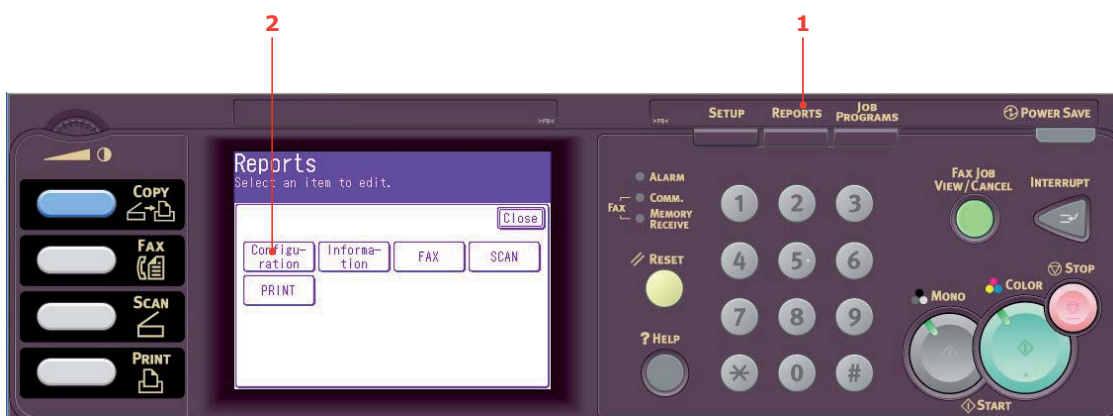 2
1
>PS<
>PS<
SETUP
REPORTS
JOB
PROGRAMS
POWER SAVE
Reports
Select an item to edit.
Close
Configu-
ration
Informa-
tion
FAX
SCAN
PRINT
COPY
FAX
SCAN
PRINT
ALARM
FAX
COMM.
MEMORY
RECEIVE
RESET
? HELP
1
2
3
4
5
6
7
8
9
*
0
#
FAX JOB
VIEW/CANCEL
INTERRUPT
STOP
MONO
COLOR
START